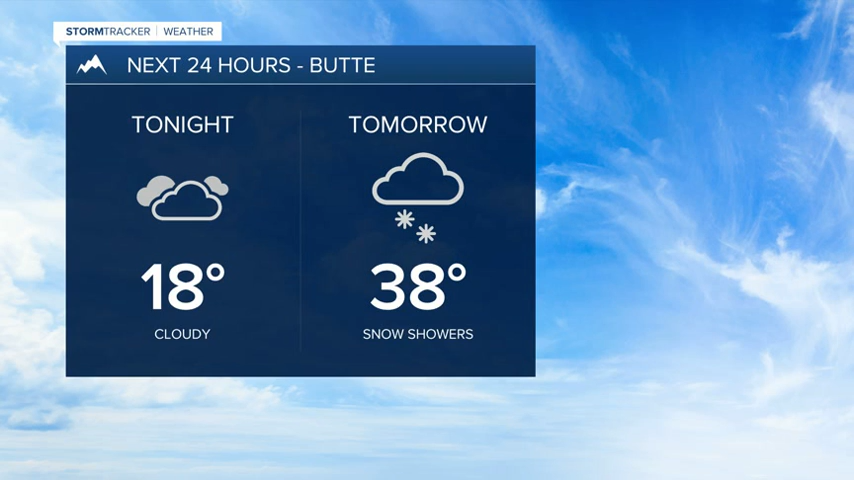 STORMTRACKER | WEATHER
NEXT 24 HOURS - BUTTE
TONIGHT
18°
CLOUDY
TOMORROW
38°
SNOW SHOWERS